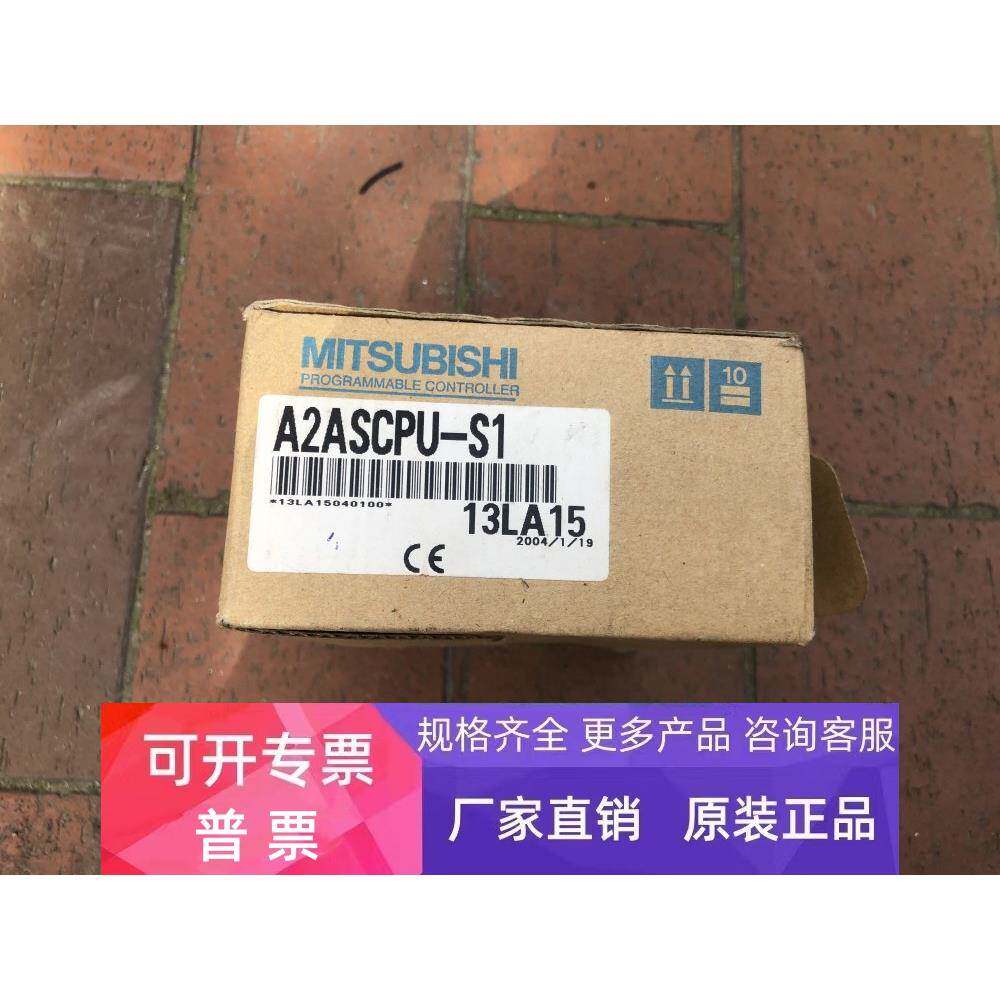 MITSUBISHI
PROGRAMMABLE CONTROLLER
10
A2ASCPU-S1
*13LA15040100*
13LA15
2004/1/19
CE
可开专票
普票
规格齐全 更多产品 咨询客服
厂家直销 原装正品